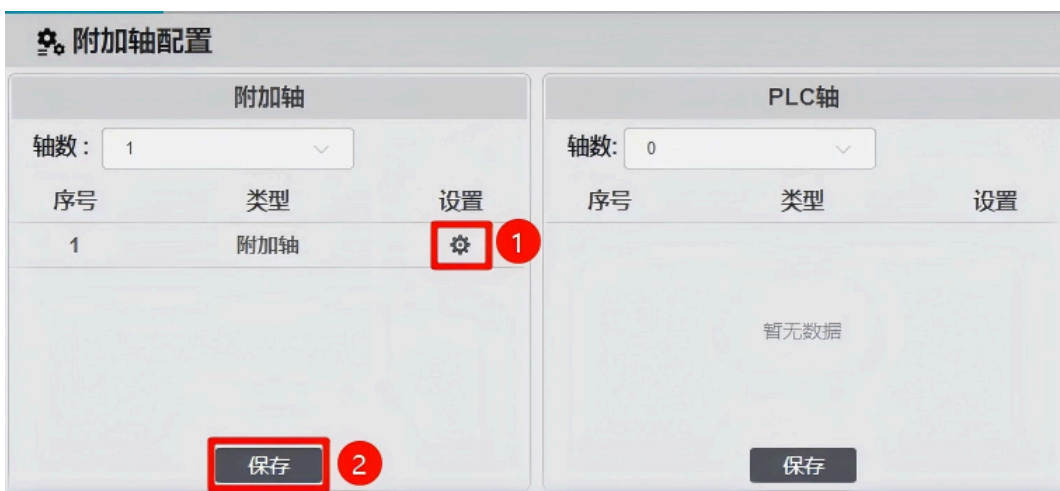 附加轴配置
附加轴
轴数： 1
序号 类型 设置
1 附加轴 1
保存 2
PLC轴
轴数: 0
序号 类型 设置
暂无数据
保存